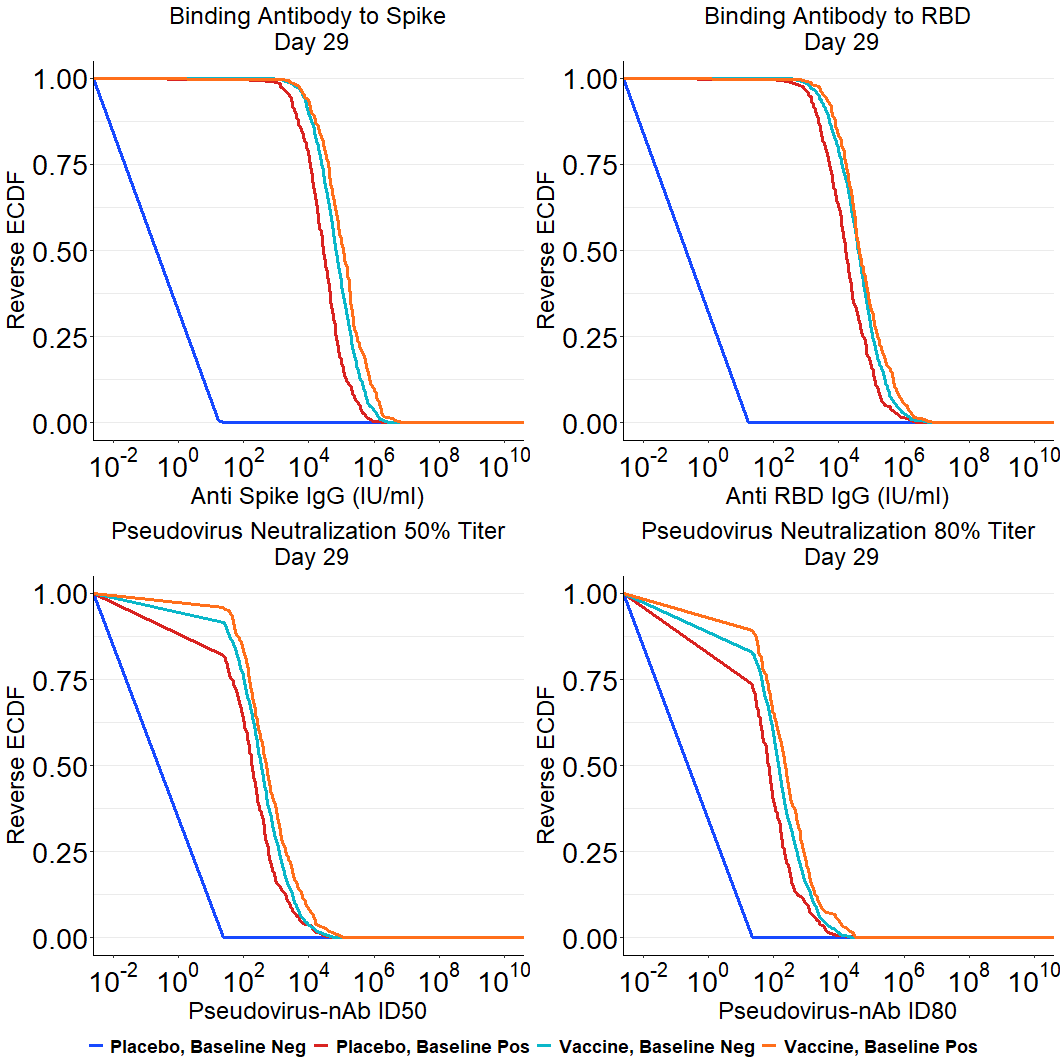 Binding Antibody to Spike
Day 29
Reverse ECDF
1.00
0.75
0.50
0.25
0.00
10^-2 10^0 10^2 10^4 10^6 10^8 10^10
Anti Spike IgG (IU/ml)
Binding Antibody to RBD
Day 29
Reverse ECDF
1.00
0.75
0.50
0.25
0.00
10^-2 10^0 10^2 10^4 10^6 10^8 10^10
Anti RBD IgG (IU/ml)
Pseudovirus Neutralization 50% Titer
Day 29
Reverse ECDF
1.00
0.75
0.50
0.25
0.00
10^-2 10^0 10^2 10^4 10^6 10^8 10^10
Pseudovirus-nAb ID50
Pseudovirus Neutralization 80% Titer
Day 29
Reverse ECDF
1.00
0.75
0.50
0.25
0.00
10^-2 10^0 10^2 10^4 10^6 10^8 10^10
Pseudovirus-nAb ID80
Placebo, Baseline Neg Placebo, Baseline Pos Vaccine, Baseline Neg Vaccine, Baseline Pos